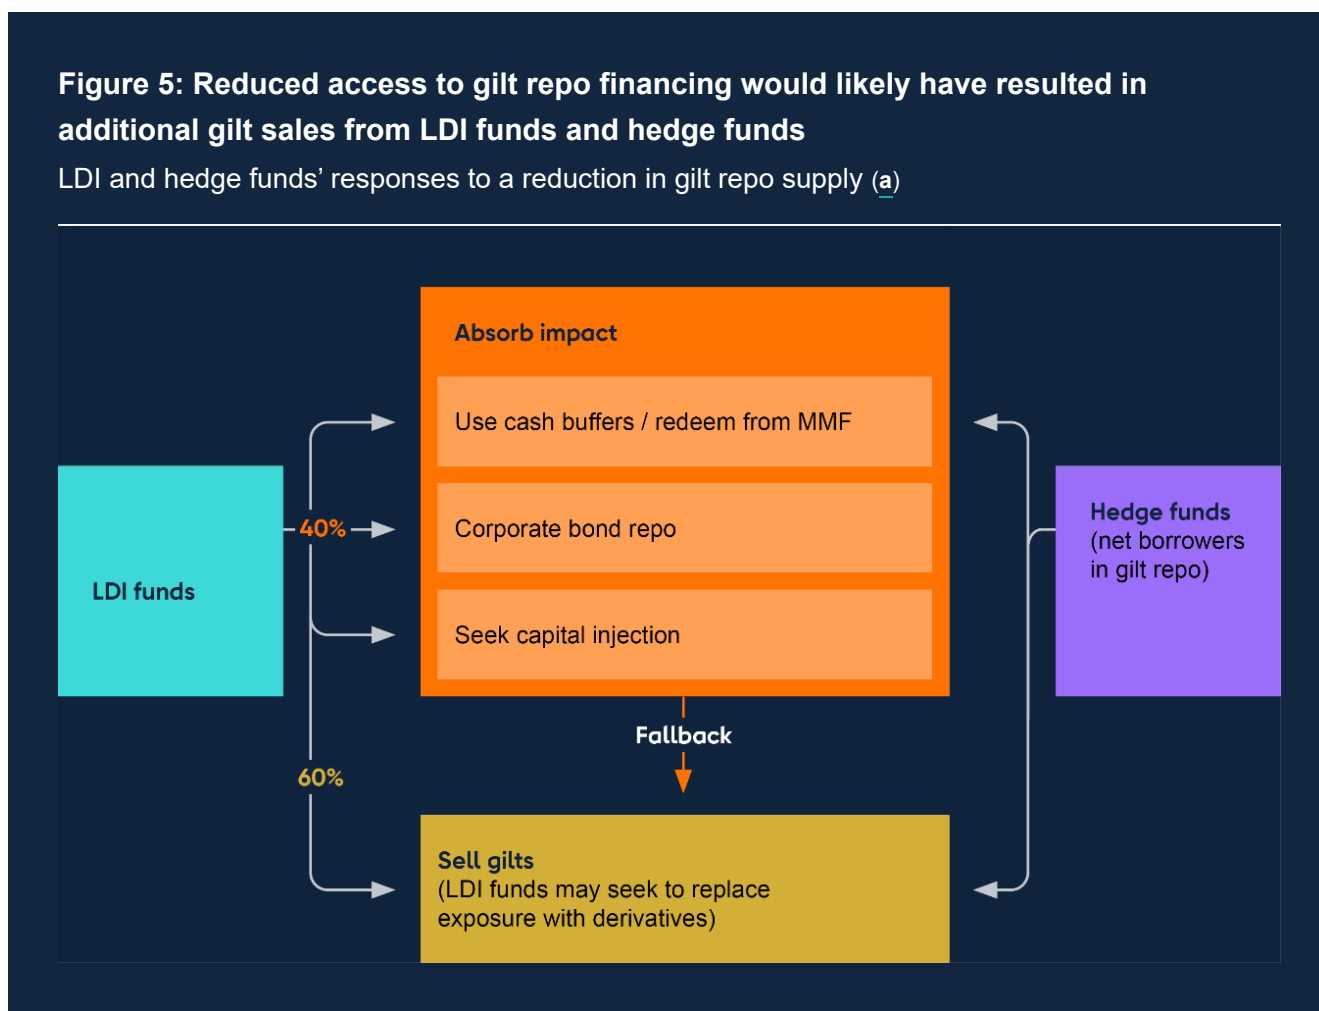 Figure 5: Reduced access to gilt repo financing would likely have resulted in
additional gilt sales from LDI funds and hedge funds
LDI and hedge funds’ responses to a reduction in gilt repo supply (a)
Absorb impact
Use cash buffers / redeem from MMF
Corporate bond repo
Seek capital injection
LDI funds
40%
60%
Hedge funds
(net borrowers
in gilt repo)
Fallback
Sell gilts
(LDI funds may seek to replace
exposure with derivatives)